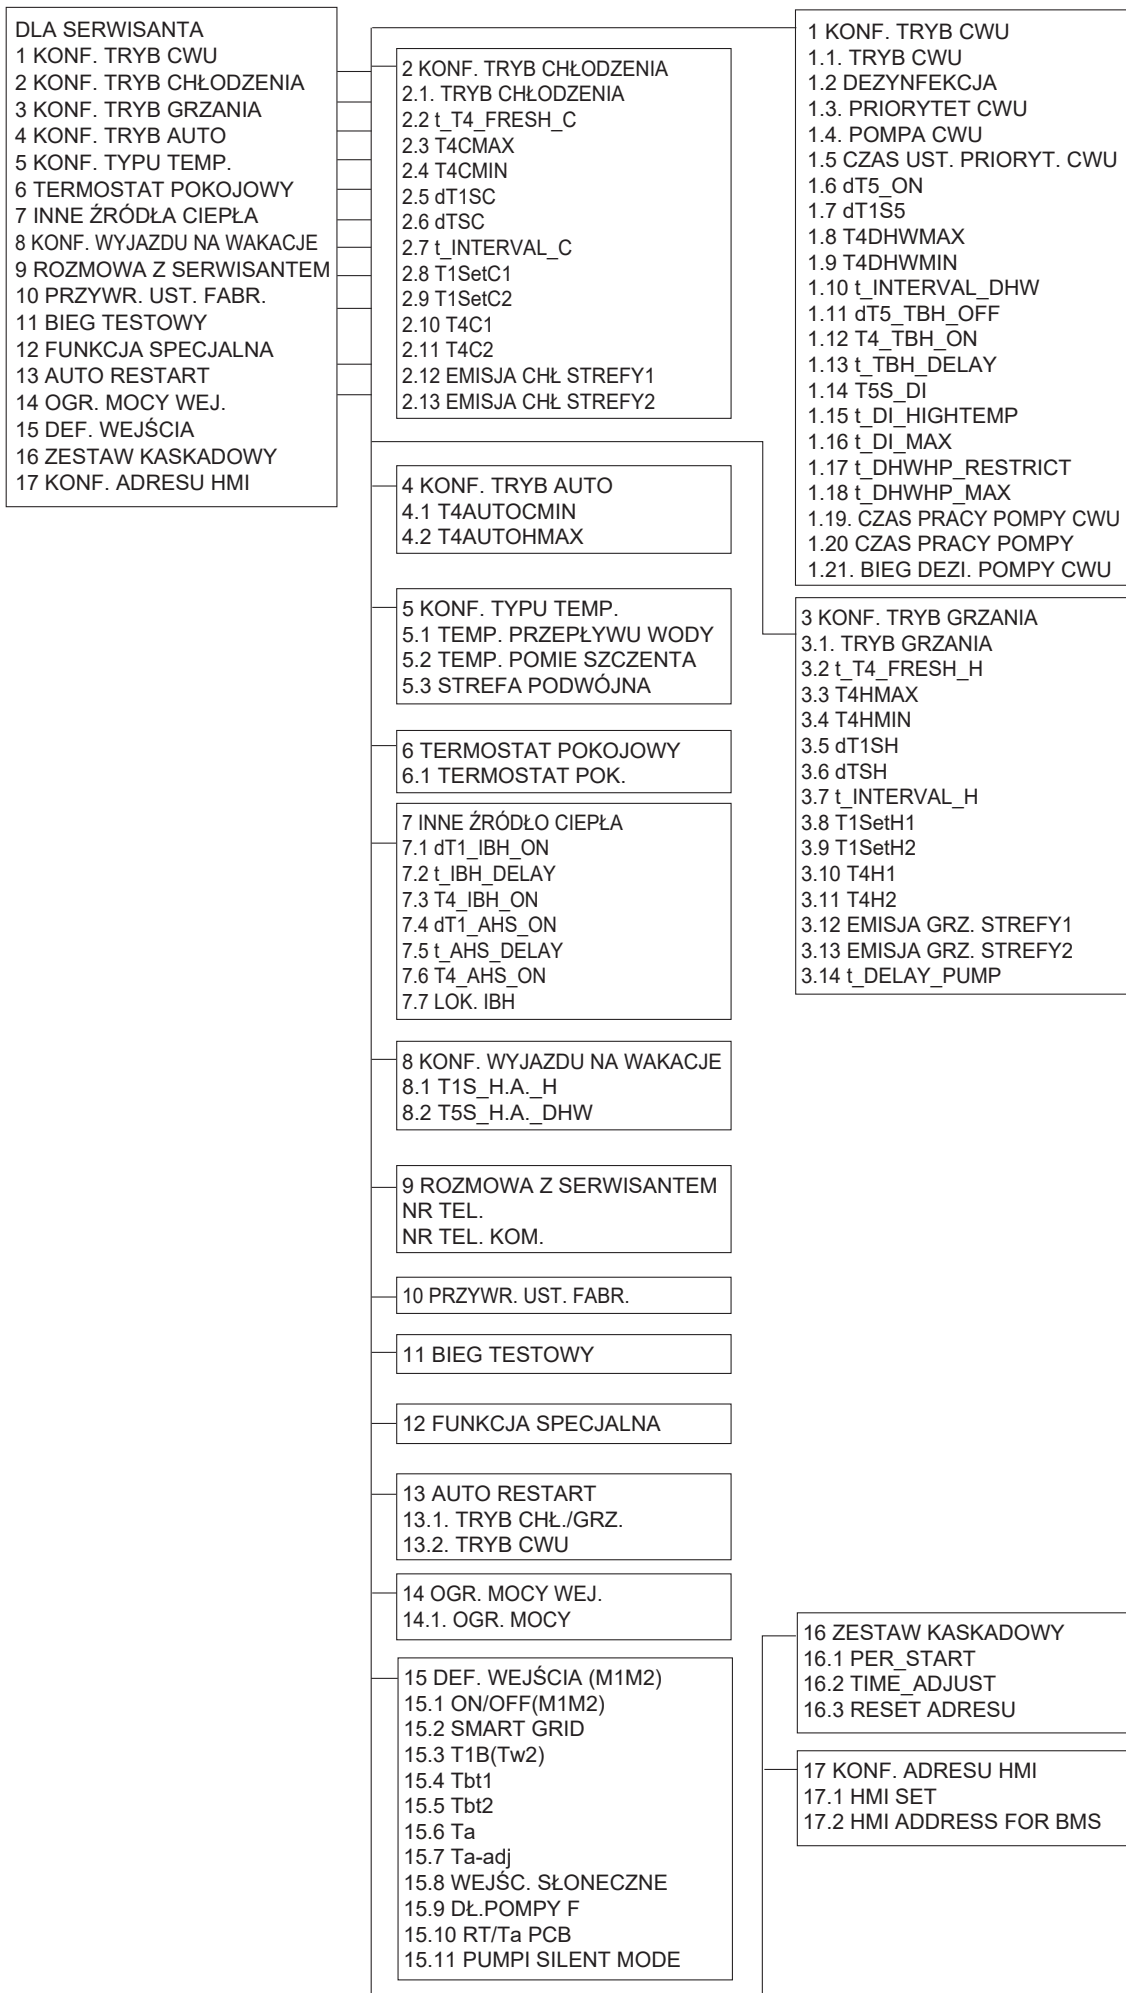 DLA SERWISANTA
1 KONF. TRYB CWU
2 KONF. TRYB CHŁODZENIA
3 KONF. TRYB GRZANIA
4 KONF. TRYB AUTO
5 KONF. TYPU TEMP.
6 TERMOSTAT POKOJOWY
7 INNE ŹRÓDŁA CIEPŁA
8 KONF. WYJAZDU NA WAKACJE
9 ROZMOWA Z SERWISANTEM
10 PRZYWR. UST. FABR.
11 BIEG TESTOWY
12 FUNKCJA SPECJALNA
13 AUTO RESTART
14 OGR. MOCY WEJ.
15 DEF. WEJŚCIA
16 ZESTAW KASKADOWY
17 KONF. ADRESU HMI
1 KONF. TRYB CWU
1.1. TRYB CWU
1.2 DEZYNFEKCJA
1.3. PRIORYTET CWU
1.4. POMPA CWU
1.5 CZAS UST. PRIORYT. CWU
1.6 dT5_ON
1.7 dT1S5
1.8 T4DHWMAX
1.9 T4DHWMIN
1.10 t_INTERVAL_DHW
1.11 dT5_TBH_OFF
1.12 T4_TBH_ON
1.13 t_TBH_DELAY
1.14 T5S_DI
1.15 t_DI_HIGHTEMP
1.16 t_DI_MAX
1.17 t_DHWHP_RESTRICT
1.18 t_DHWHP_MAX
1.19. CZAS PRACY POMPY CWU
1.20 CZAS PRACY POMPY
1.21. BIEG DEZI. POMPY CWU
2 KONF. TRYB CHŁODZENIA
2.1. TRYB CHŁODZENIA
2.2 t_T4_FRESH_C
2.3 T4CMAX
2.4 T4CMIN
2.5 dT1SC
2.6 dTSC
2.7 t_INTERVAL_C
2.8 T1SetC1
2.9 T1SetC2
2.10 T4C1
2.11 T4C2
2.12 EMISJA CHŁ STREFY1
2.13 EMISJA CHŁ STREFY2
3 KONF. TRYB GRZANIA
3.1. TRYB GRZANIA
3.2 t_T4_FRESH_H
3.3 T4HMAX
3.4 T4HMIN
3.5 dT1SH
3.6 dTSH
3.7 t_INTERVAL_H
3.8 T1SetH1
3.9 T1SetH2
3.10 T4H1
3.11 T4H2
3.12 EMISJA GRZ. STREFY1
3.13 EMISJA GRZ. STREFY2
3.14 t_DELAY_PUMP
4 KONF. TRYB AUTO
4.1 T4AUTOCMIN
4.2 T4AUTOHMAX
5 KONF. TYPU TEMP.
5.1 TEMP. PRZEPŁYWU WODY
5.2 TEMP. POMIE SZCZENTA
5.3 STREFA PODWÓJNA
6 TERMOSTAT POKOJOWY
6.1 TERMOSTAT POK.
7 INNE ŹRÓDŁO CIEPŁA
7.1 dT1_IBH_ON
7.2 t_IBH_DELAY
7.3 T4_IBH_ON
7.4 dT1_AHS_ON
7.5 t_AHS_DELAY
7.6 T4_AHS_ON
7.7 LOK. IBH
8 KONF. WYJAZDU NA WAKACJE
8.1 T1S_H.A._H
8.2 T5S_H.A._DHW
9 ROZMOWA Z SERWISANTEM
NR TEL.
NR TEL. KOM.
10 PRZYWR. UST. FABR.
11 BIEG TESTOWY
12 FUNKCJA SPECJALNA
13 AUTO RESTART
13.1. TRYB CHŁ./GRZ.
13.2. TRYB CWU
14 OGR. MOCY WEJ.
14.1. OGR. MOCY
15 DEF. WEJŚCIA (M1M2)
15.1 ON/OFF(M1M2)
15.2 SMART GRID
15.3 T1B(Tw2)
15.4 Tbt1
15.5 Tbt2
15.6 Ta
15.7 Ta-adj
15.8 WEJŚC. SŁONECZNE
15.9 DŁ.POMPY F
15.10 RT/Ta PCB
15.11 PUMPI SILENT MODE
16 ZESTAW KASKADOWY
16.1 PER_START
16.2 TIME_ADJUST
16.3 RESET ADRESU
17 KONF. ADRESU HMI
17.1 HMI SET
17.2 HMI ADDRESS FOR BMS